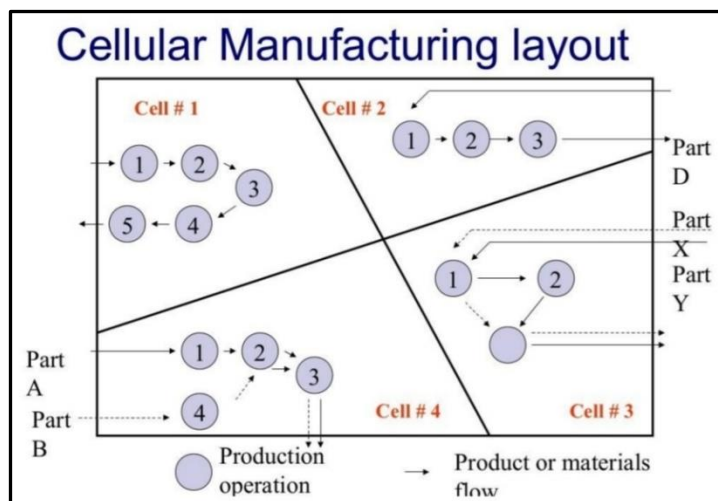 Cellular Manufacturing layout
Cell # 1
Cell # 2
1
2
3
5
4
1
2
3
Part
D
Part
X
Part
Y
1
2
Part
A
Part
B
1
2
3
4
Cell # 4
Cell # 3
Production
operation
Product or materials
flow